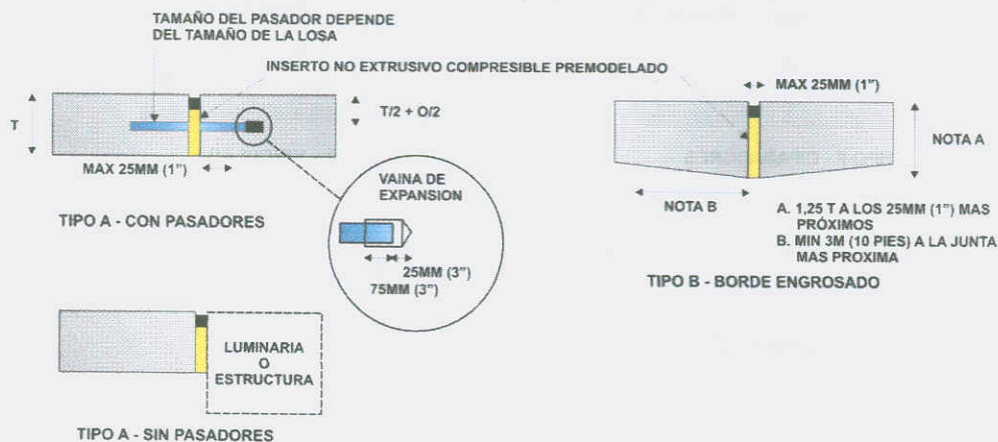 TAMAÑO DEL PASADOR DEPENDE
DEL TAMAÑO DE LA LOSA
INSERTO NO EXTRUSIVO COMPRESIBLE PREMODELADO
T
T/2 + O/2
MAX 25MM (1")
TIPO A - CON PASADORES
VAINA DE
EXPANSION
25MM (3")
75MM (3")
MAX 25MM (1")
NOTA A
NOTA B
A. 1,25 T A LOS 25MM (1") MAS
PRÓXIMOS
B. MIN 3M (10 PIES) A LA JUNTA
MAS PROXIMA
TIPO B - BORDE ENGROSADO
LUMINARIA
O
ESTRUCTURA
TIPO A - SIN PASADORES